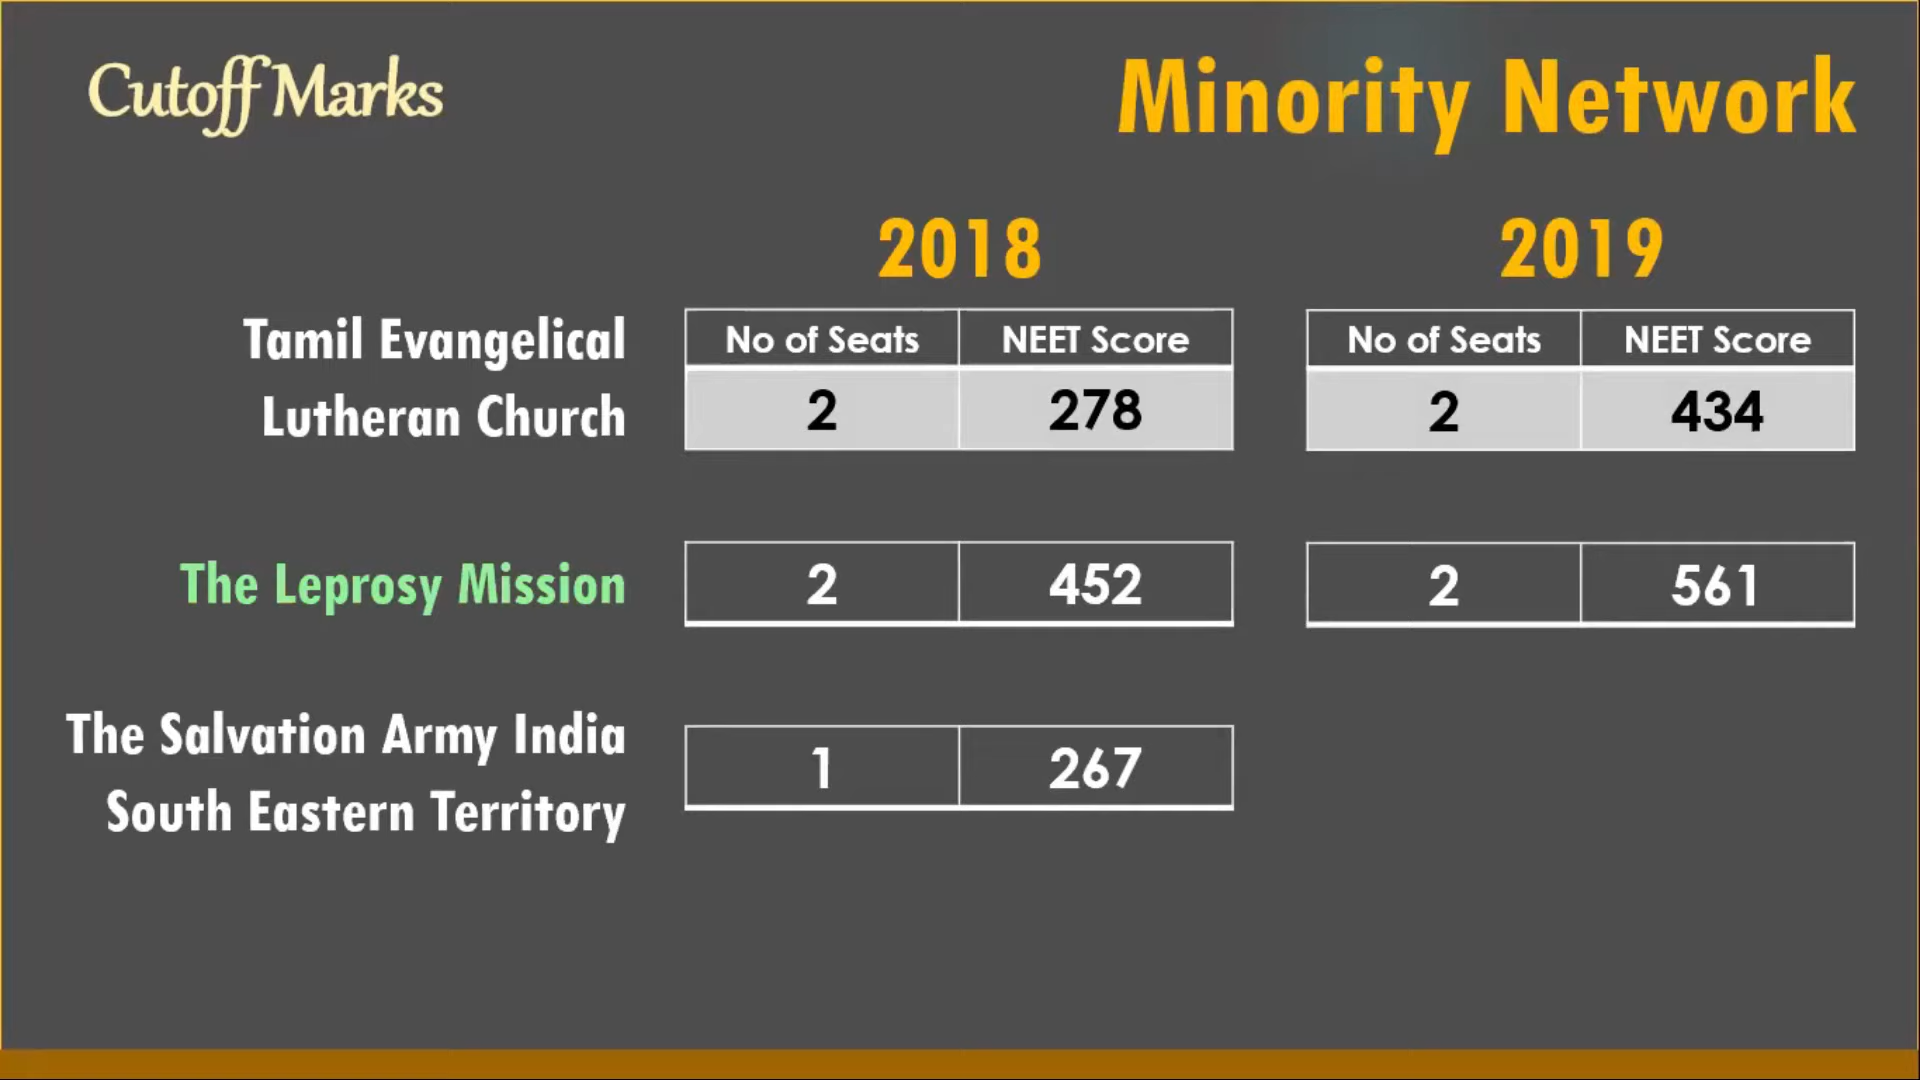 Cutoff Marks
Minority Network
2018
2019
Tamil Evangelical
Lutheran Church
No of Seats NEET Score
2 278
No of Seats NEET Score
2 434
The Leprosy Mission
2 452
2 561
The Salvation Army India
South Eastern Territory
1 267